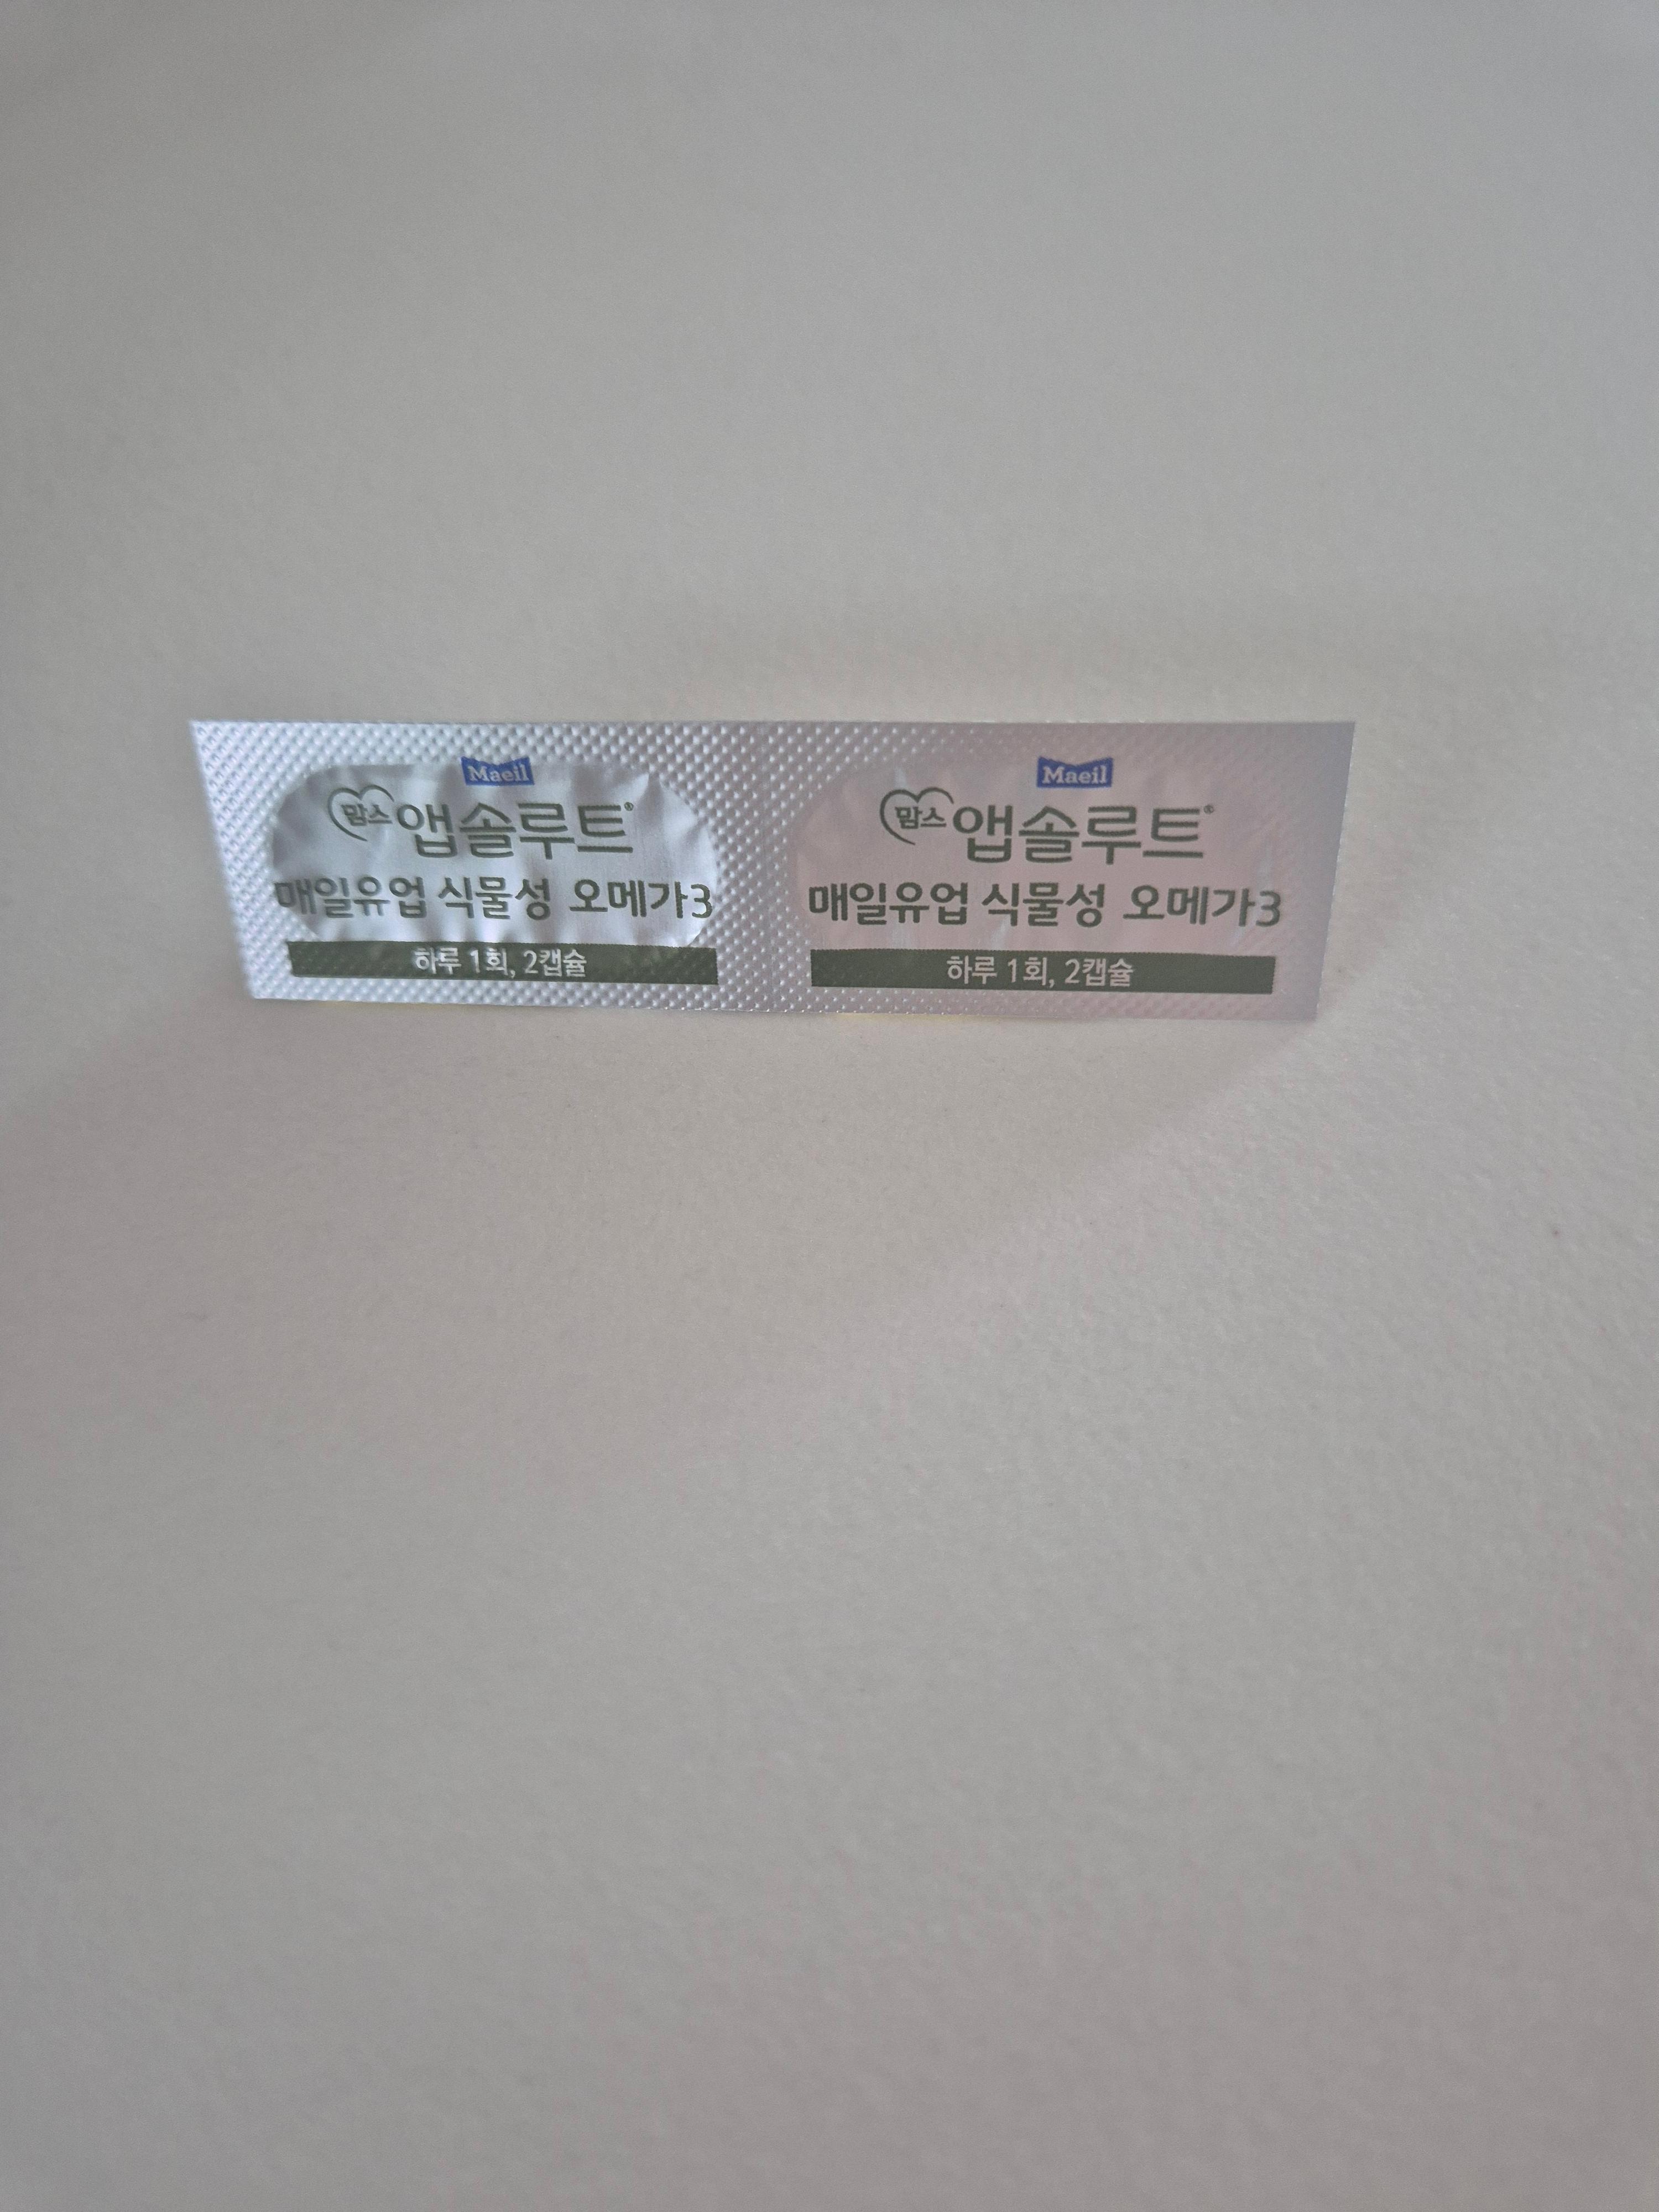 Maeil
맘스 앱솔루트®
매일유업 식물성 오메가3
하루 1회, 2캡슐
Maeil
맘스 앱솔루트®
매일유업 식물성 오메가3
하루 1회, 2캡슐